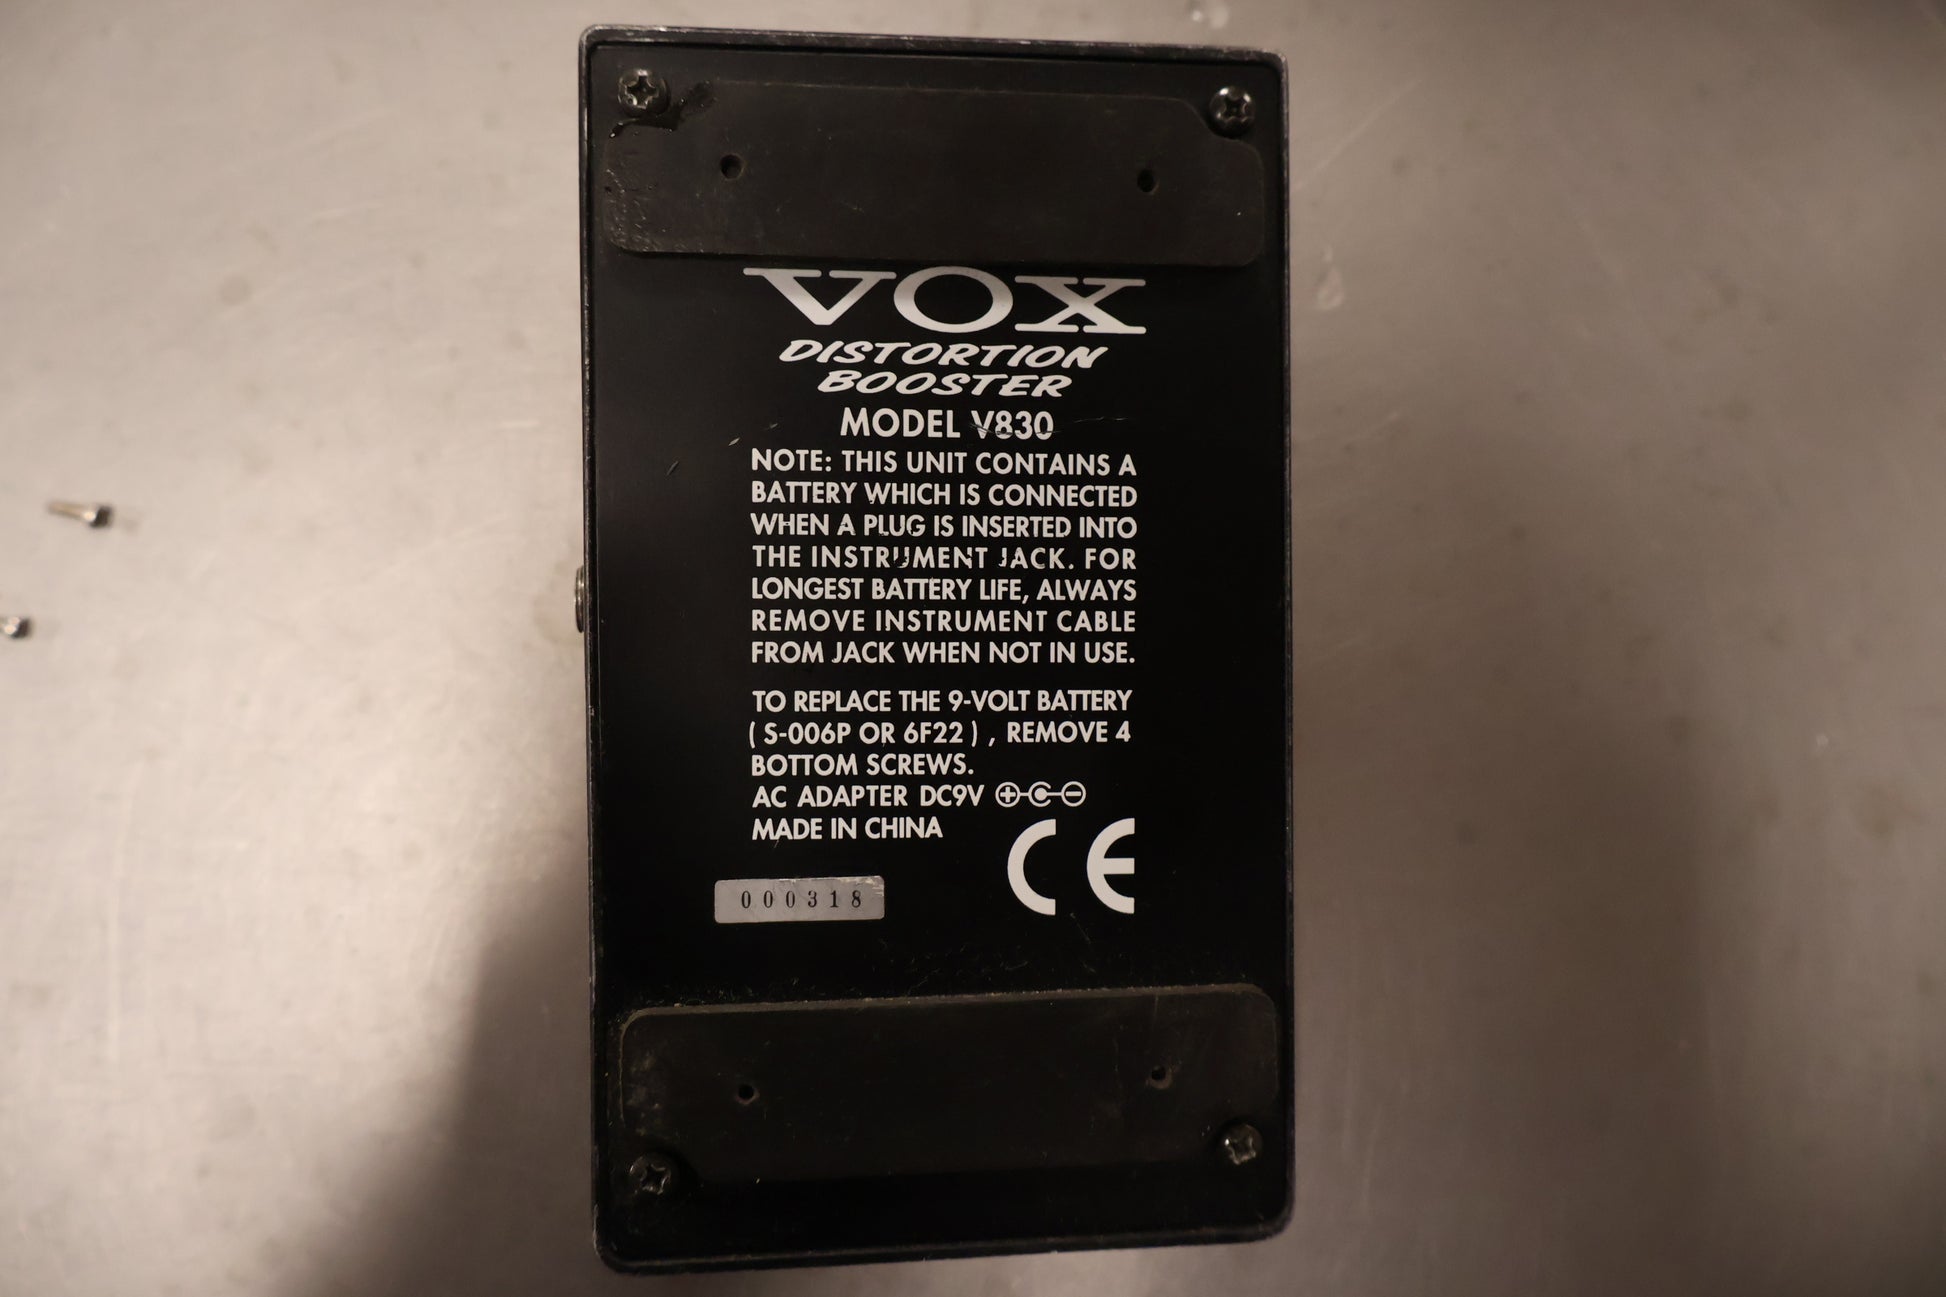 VOX
DISTORTION
BOOSTER
MODEL V830
NOTE: THIS UNIT CONTAINS A
BATTERY WHICH IS CONNECTED
WHEN A PLUG IS INSERTED INTO
THE INSTRUMENT JACK. FOR
LONGEST BATTERY LIFE, ALWAYS
REMOVE INSTRUMENT CABLE
FROM JACK WHEN NOT IN USE.
TO REPLACE THE 9-VOLT BATTERY
( S-006P OR 6F22 ) , REMOVE 4
BOTTOM SCREWS.
AC ADAPTER DC9V
MADE IN CHINA
CE
000318